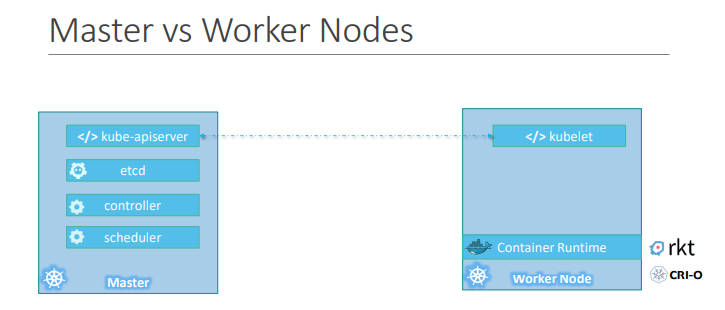 Master vs Worker Nodes
</> kube-apiserver
etcd
controller
scheduler
Master
</> kubelet
Container Runtime
Worker Node
rkt
CRI-O